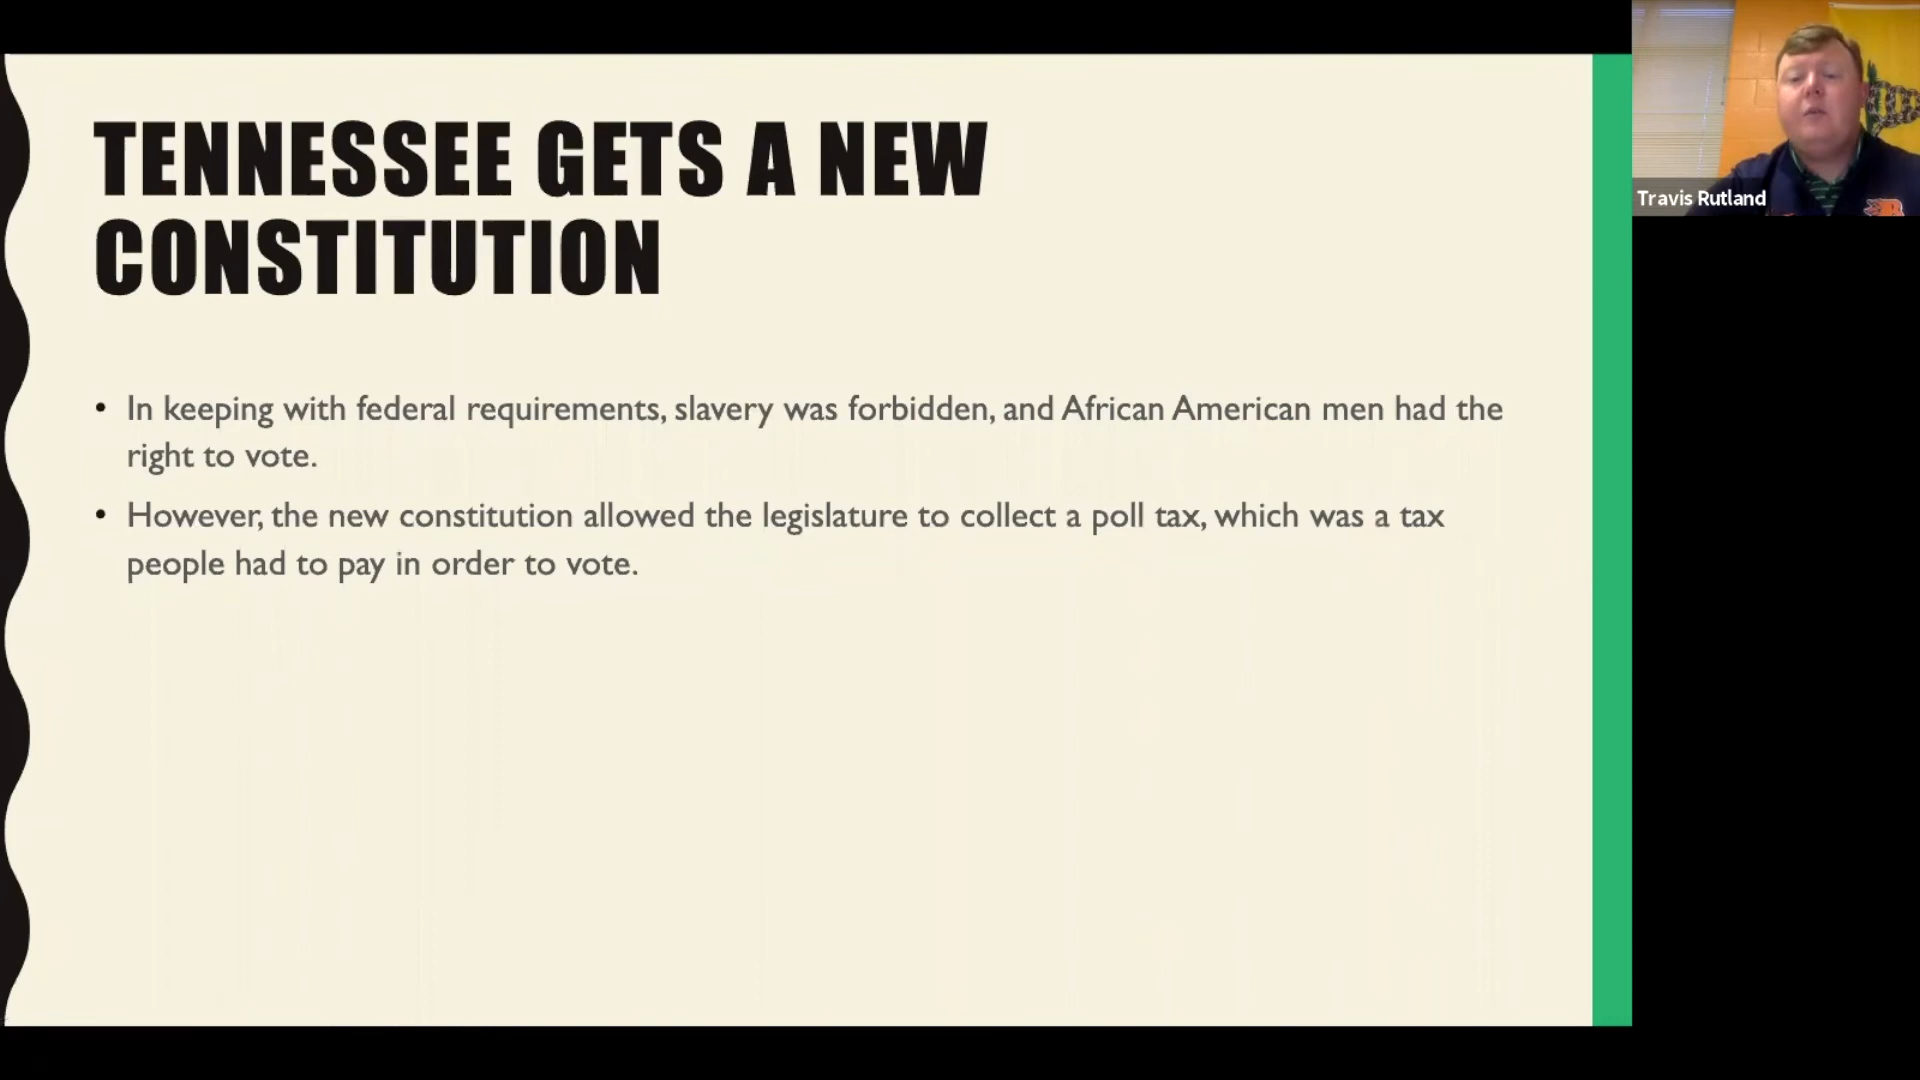 TENNESSEE GETS A NEW
CONSTITUTION
• In keeping with federal requirements, slavery was forbidden, and African American men had the
right to vote.
• However, the new constitution allowed the legislature to collect a poll tax, which was a tax
people had to pay in order to vote.
Travis Rutland